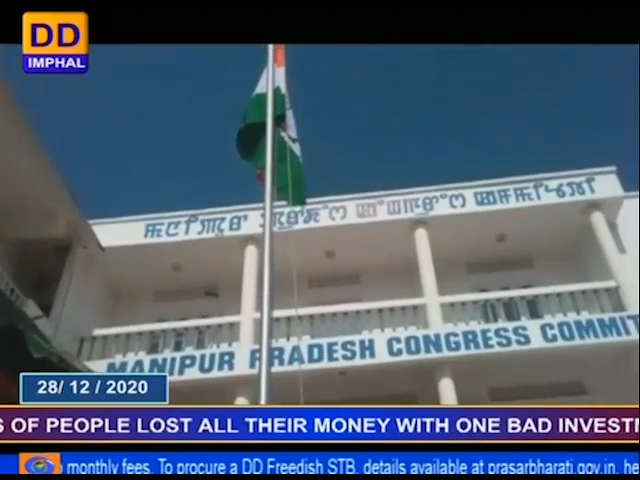 DD
IMPHAL
MANIPUR PRADESH CONGRESS COMMIT
28/ 12 / 2020
S OF PEOPLE LOST ALL THEIR MONEY WITH ONE BAD INVESTM
monthly fees. To procure a DD Freedish STB, details available at prasarbharati.gov.in, he